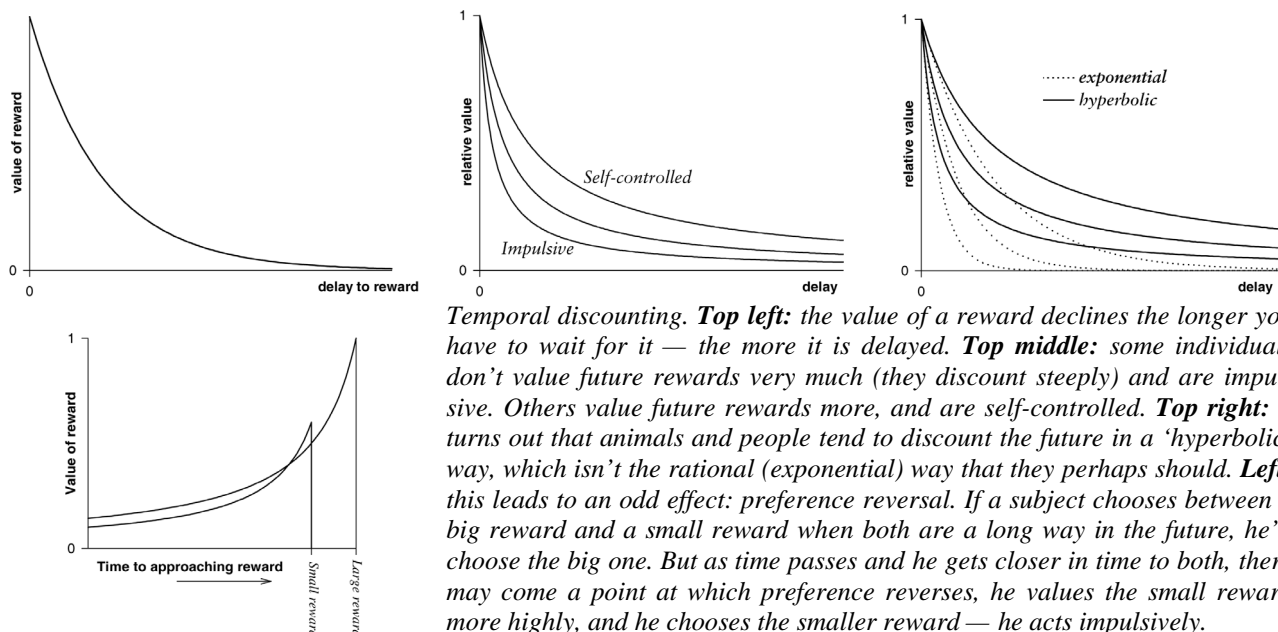 value of reward
0
0
delay to reward
1
relative value
Self-controlled
Impulsive
0
0
delay
1
relative value
exponential
hyperbolic
0
0
delay
Value of reward
1
0
Time to approaching reward
Small reward
Large reward
Temporal discounting. Top left: the value of a reward declines the longer you
have to wait for it — the more it is delayed. Top middle: some individual
don't value future rewards very much (they discount steeply) and are impul
sive. Others value future rewards more, and are self-controlled. Top right:
turns out that animals and people tend to discount the future in a 'hyperbolic
way, which isn't the rational (exponential) way that they perhaps should. Left
this leads to an odd effect: preference reversal. If a subject chooses between
big reward and a small reward when both are a long way in the future, he'
choose the big one. But as time passes and he gets closer in time to both, ther
may come a point at which preference reverses, he values the small rewar
more highly, and he chooses the smaller reward — he acts impulsively.